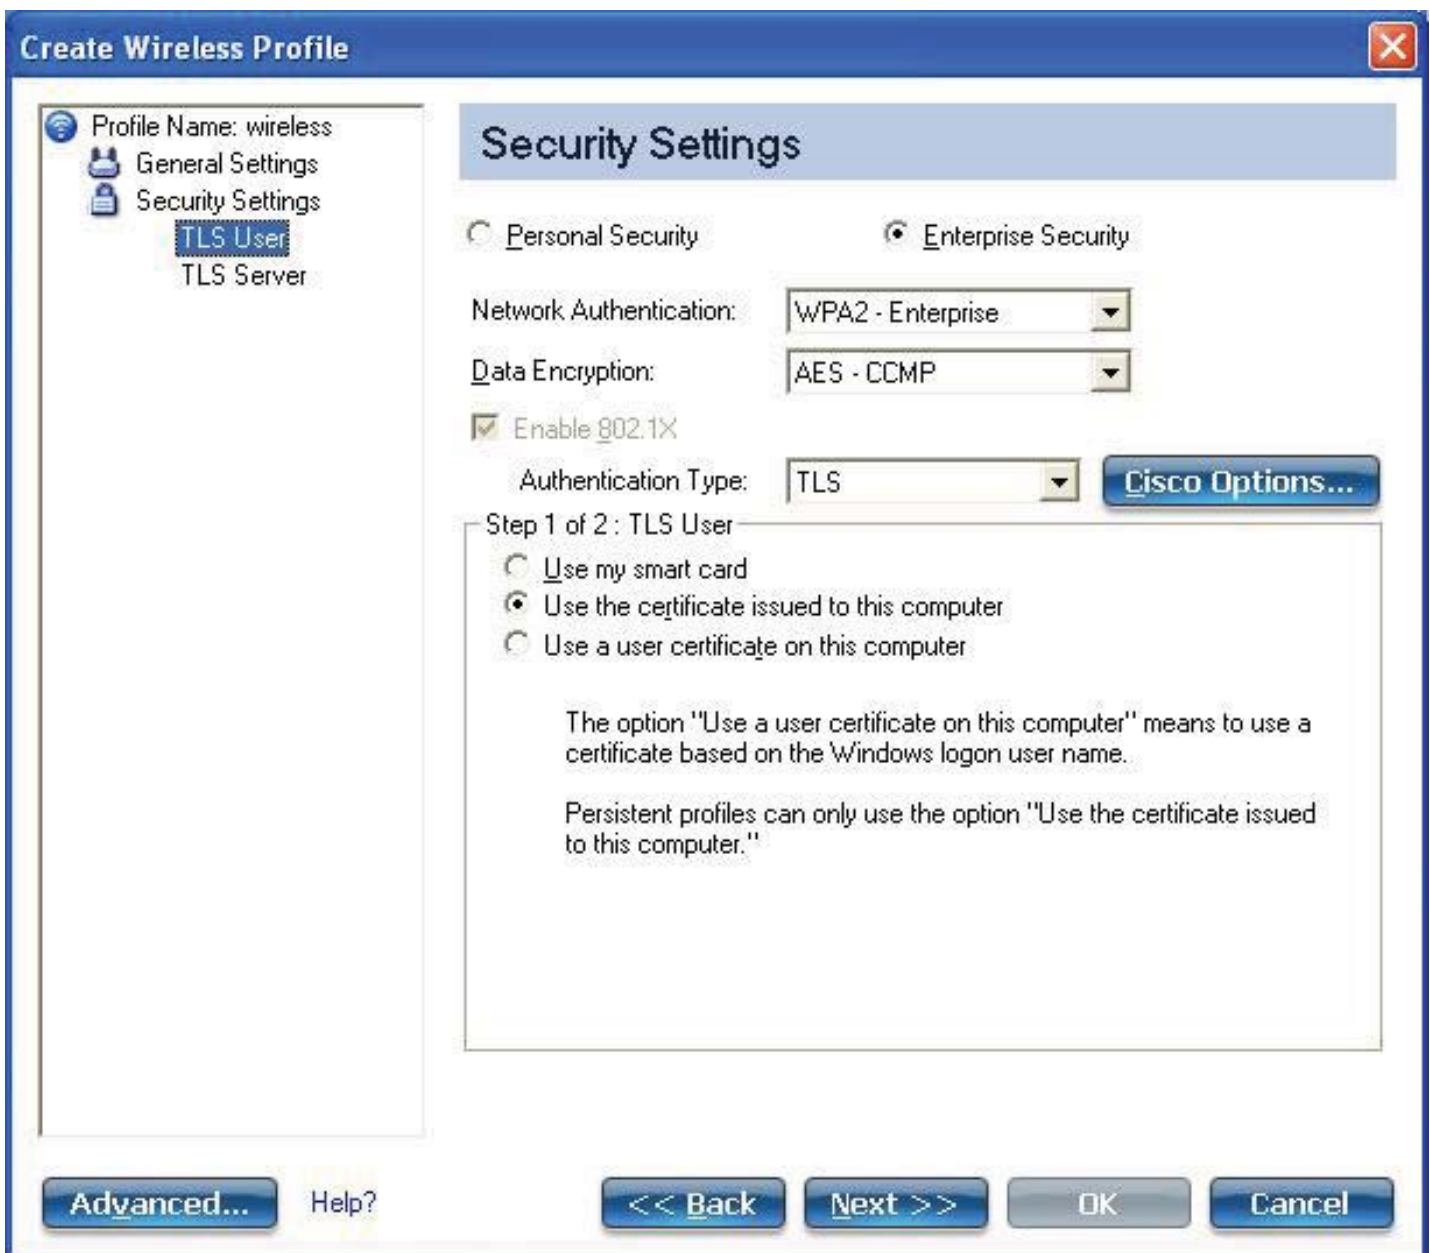 Create Wireless Profile
Profile Name: wireless
General Settings
Security Settings
TLS User
TLS Server
Security Settings
Personal Security
Enterprise Security
Network Authentication:
WPA2 - Enterprise
Data Encryption:
AES - CCMP
Enable 802.1X
Authentication Type:
TLS
Cisco Options...
Step 1 of 2 : TLS User
Use my smart card
Use the certificate issued to this computer
Use a user certificate on this computer
The option "Use a user certificate on this computer" means to use a
certificate based on the Windows logon user name.
Persistent profiles can only use the option "Use the certificate issued
to this computer."
Advanced...
Help?
<< Back
Next >>
OK
Cancel